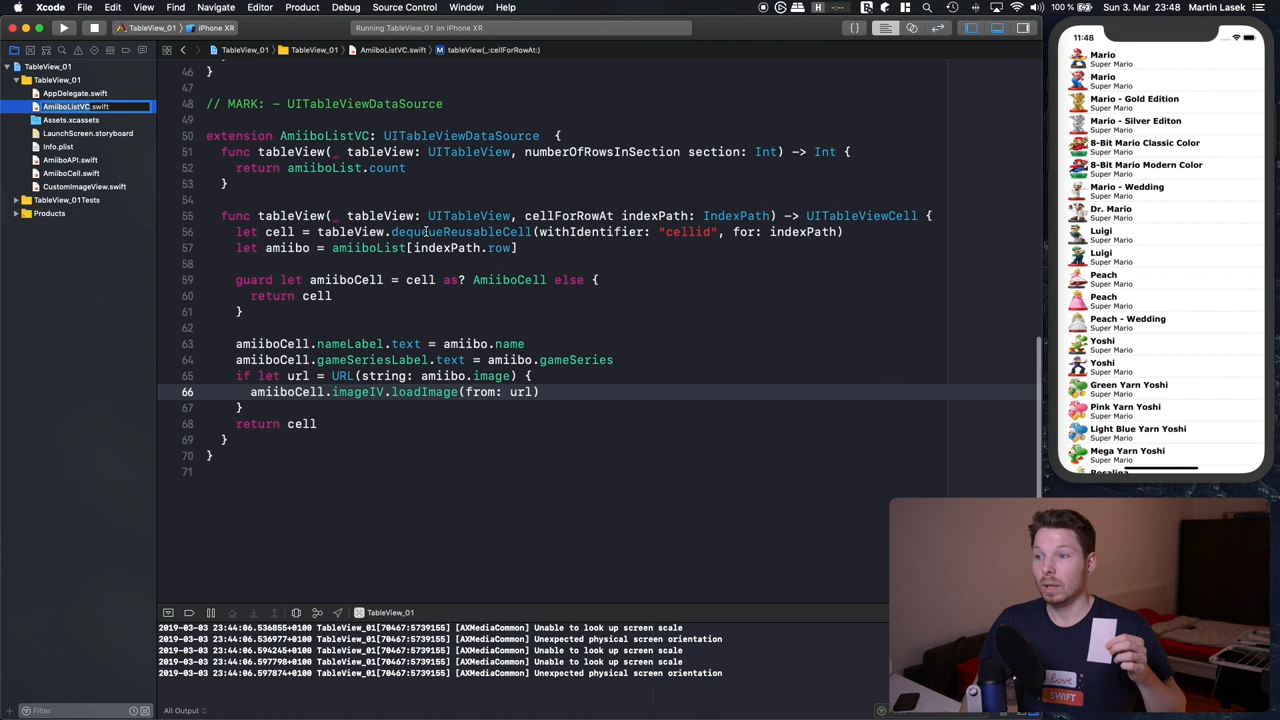 Xcode File Edit View Find Navigate Editor Product Debug Source Control Window Help
100 % Sun 3. Mar 23:48 Martin Lasek
TableView_01 iPhone XR
Running TableView_01 on iPhone XR
TableView_01 TableView_01 AmiiboListVC.swift M tableView(_:cellForRowAt:)
TableView_01
TableView_01
AppDelegate.swift
AmiiboListVC.swift
Assets.xcassets
LaunchScreen.storyboard
Info.plist
AmiiboAPI.swift
AmiiboCell.swift
CustomImageView.swift
TableView_01Tests
Products
46 }
47
48 // MARK: - UITableViewDataSource
49
50 extension AmiiboListVC: UITableViewDataSource {
51 func tableView(_ tableView: UITableView, numberOfRowsInSection section: Int) -> Int {
52 return amiiboList.count
53 }
54
55 func tableView(_ tableView: UITableView, cellForRowAt indexPath: IndexPath) -> UITableViewCell {
56 let cell = tableView.dequeueReusableCell(withIdentifier: "cellid", for: indexPath)
57 let amiibo = amiiboList[indexPath.row]
58
59 guard let amiiboCell = cell as? AmiiboCell else {
60 return cell
61 }
62
63 amiiboCell.nameLabel.text = amiibo.name
64 amiiboCell.gameSeriesLabel.text = amiibo.gameSeries
65 if let url = URL(string: amiibo.image) {
66 amiiboCell.imageIV.loadImage(from: url)
67 }
68 return cell
69 }
70 }
71
TableView_01
2019-03-03 23:44:06.536855+0100 TableView_01[70467:5739155] [AXMediaCommon] Unable to look up screen scale
2019-03-03 23:44:06.536977+0100 TableView_01[70467:5739155] [AXMediaCommon] Unexpected physical screen orientation
2019-03-03 23:44:06.594245+0100 TableView_01[70467:5739155] [AXMediaCommon] Unable to look up screen scale
2019-03-03 23:44:06.597798+0100 TableView_01[70467:5739155] [AXMediaCommon] Unable to look up screen scale
2019-03-03 23:44:06.597874+0100 TableView_01[70467:5739155] [AXMediaCommon] Unexpected physical screen orientation
Filter
All Output
11:48
Mario
Super Mario
Mario
Super Mario
Mario - Gold Edition
Super Mario
Mario - Silver Editon
Super Mario
8-Bit Mario Classic Color
Super Mario
8-Bit Mario Modern Color
Super Mario
Mario - Wedding
Super Mario
Dr. Mario
Super Mario
Luigi
Super Mario
Luigi
Super Mario
Peach
Super Mario
Peach
Super Mario
Peach - Wedding
Super Mario
Yoshi
Super Mario
Yoshi
Super Mario
Green Yarn Yoshi
Super Mario
Pink Yarn Yoshi
Super Mario
Light Blue Yarn Yoshi
Super Mario
Mega Yarn Yoshi
Super Mario
Rosalina
love
SWIFT